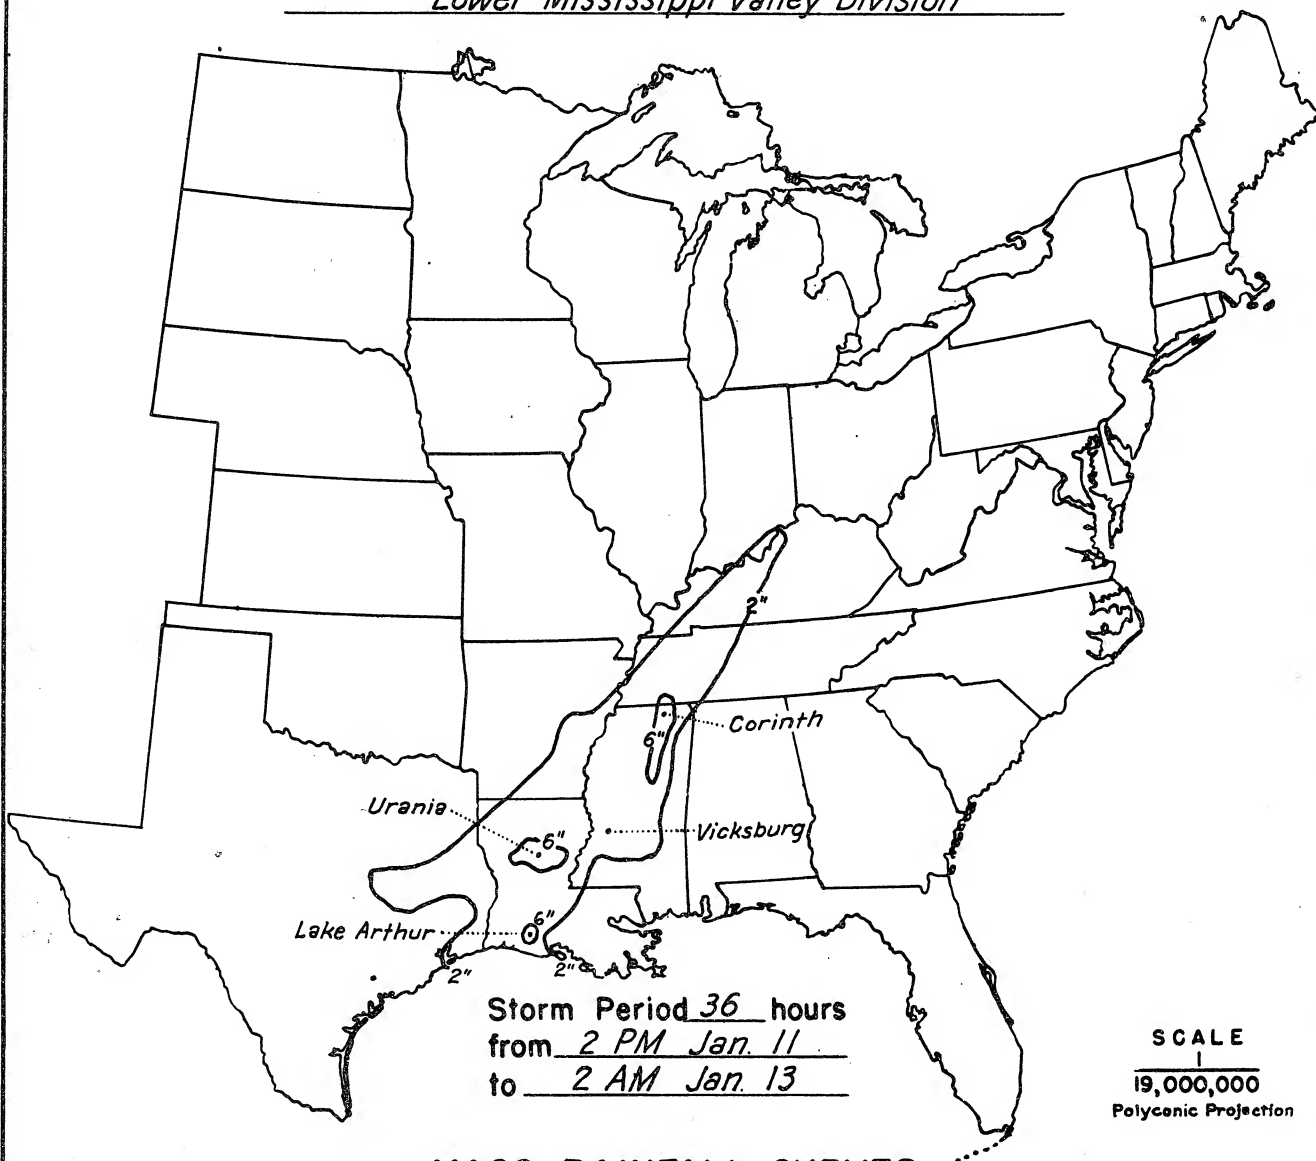 Lower Mississippi Valley Division
2"
Corinth
6"
Urania
6"
Vicksburg
Lake Arthur
6"
2"
2"
Storm Period 36 hours
from 2 PM Jan. 11
to 2 AM Jan. 13
SCALE
1
19,000,000
Polyconic Projection
MASS RAINFALL CURVES